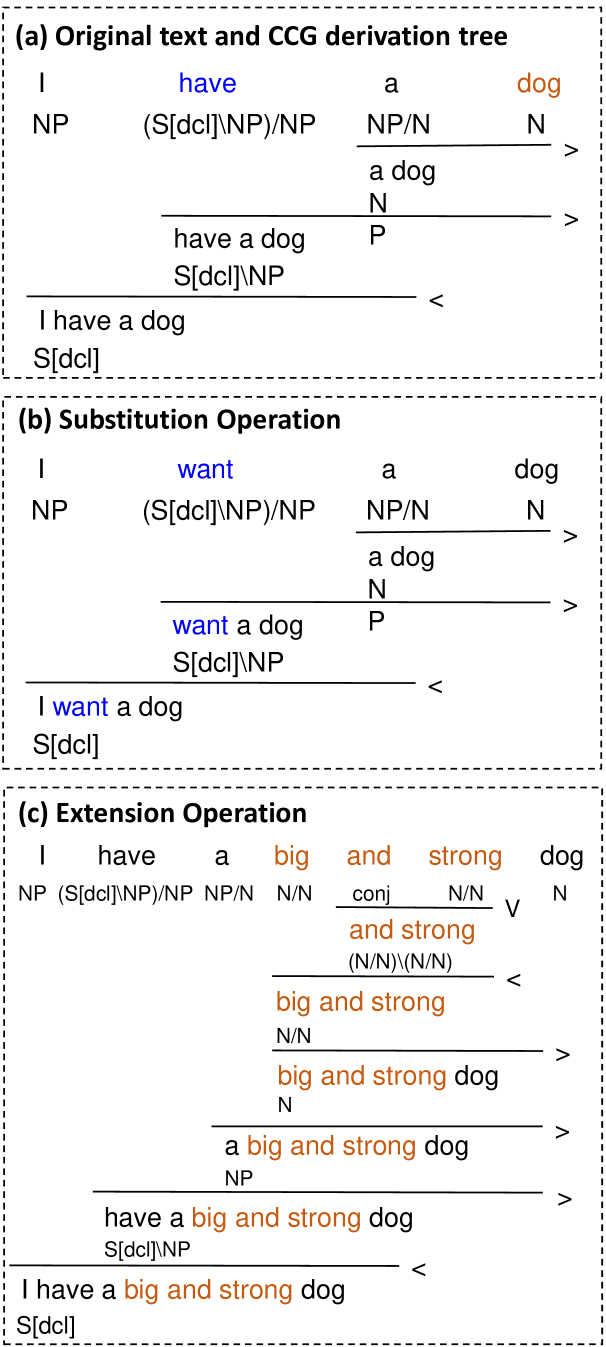 (a) Original text and CCG derivation tree
I have a dog
NP (S[dcl]\NP)/NP NP/N N
>
a dog
N
>
have a dog P
S[dcl]\NP
<
I have a dog
S[dcl]
(b) Substitution Operation
I want a dog
NP (S[dcl]\NP)/NP NP/N N
>
a dog
N
>
want a dog P
S[dcl]\NP
<
I want a dog
S[dcl]
(c) Extension Operation
I have a big and strong dog
NP (S[dcl]\NP)/NP NP/N N/N conj N/N N
V
and strong
(N/N)\(N/N)
<
big and strong
N/N
>
big and strong dog
N
>
a big and strong dog
NP
>
have a big and strong dog
S[dcl]\NP
<
I have a big and strong dog
S[dcl]